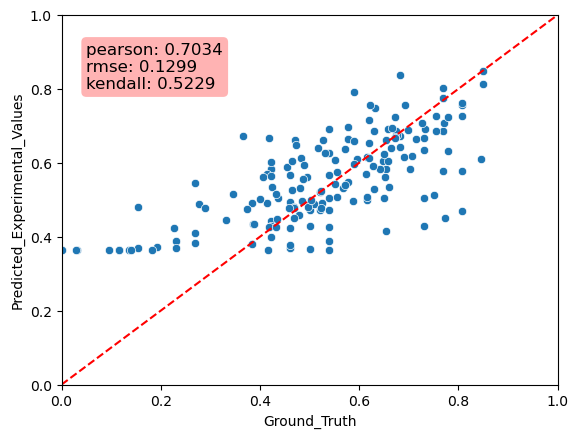 pearson: 0.7034
rmse: 0.1299
kendall: 0.5229
Predicted_Experimental_Values
1.0
0.8
0.6
0.4
0.2
0.0
0.0 0.2 0.4 0.6 0.8 1.0
Ground_Truth